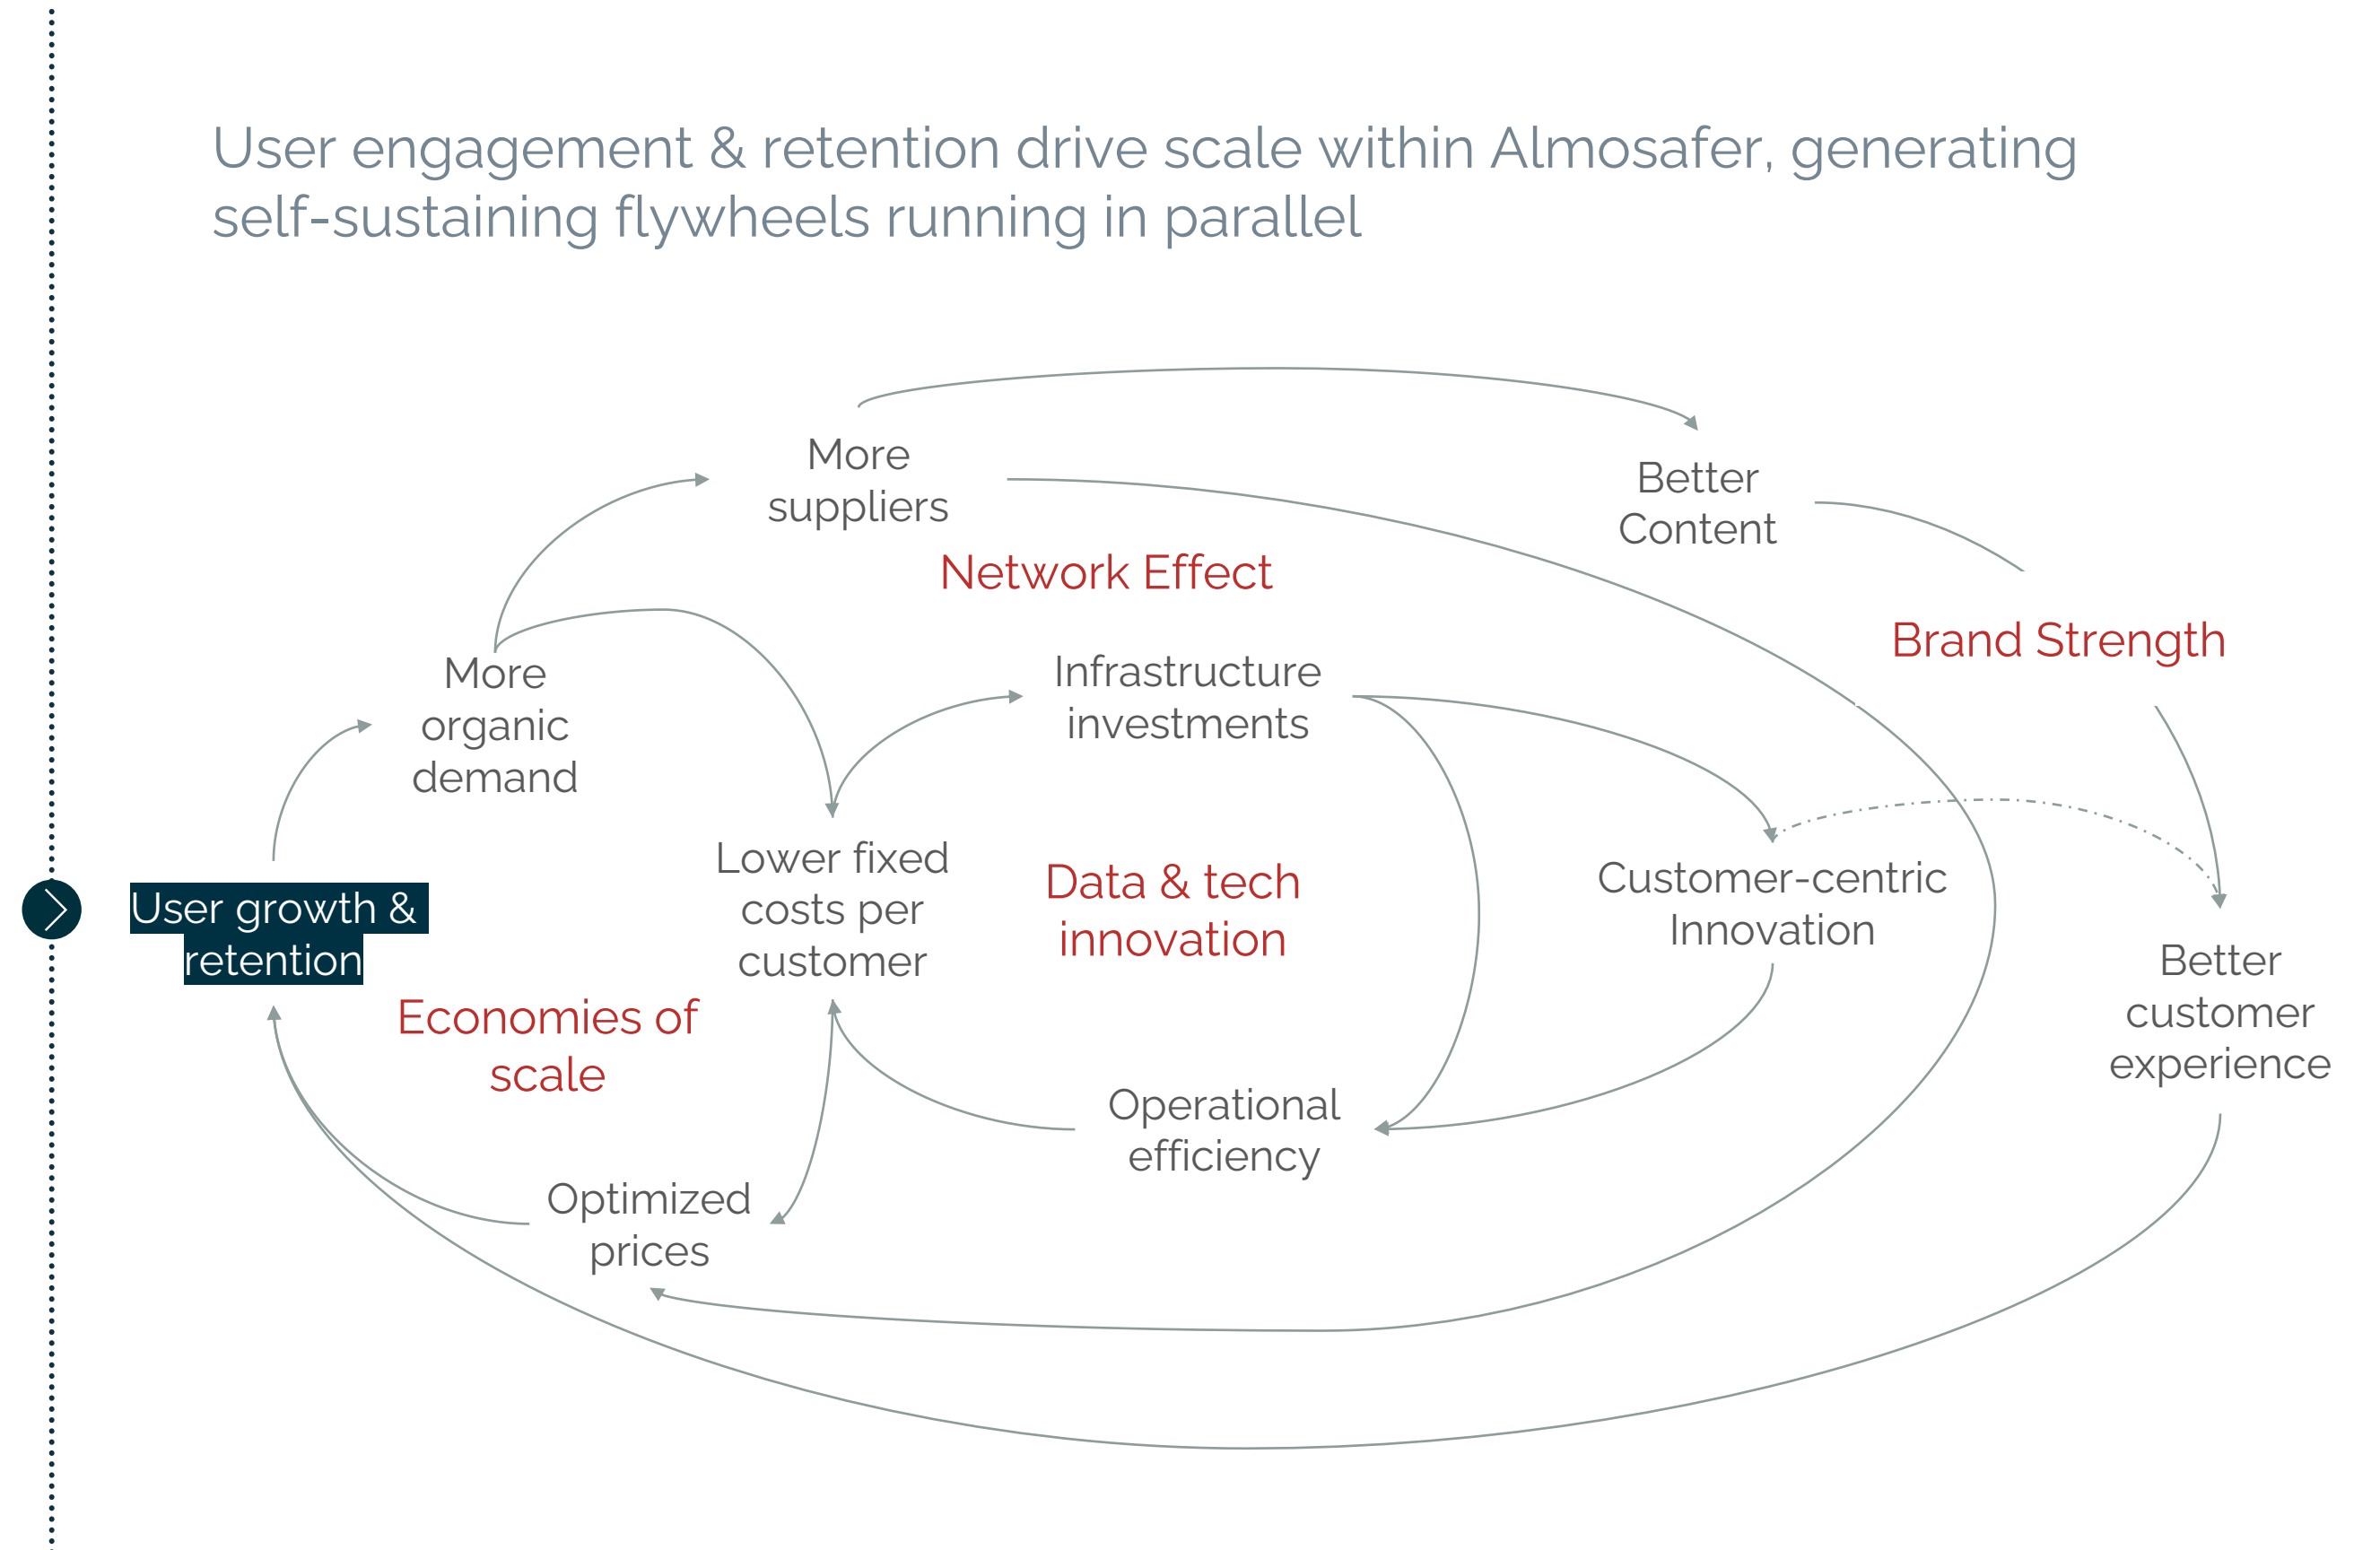 User engagement & retention drive scale within Almosafer, generating
self-sustaining flywheels running in parallel
More
suppliers
Better
Content
Network Effect
Brand Strength
More
organic
demand
Infrastructure
investments
User growth &
retention
Lower fixed
costs per
customer
Data & tech
innovation
Customer-centric
Innovation
Better
customer
experience
Economies of
scale
Operational
efficiency
Optimized
prices